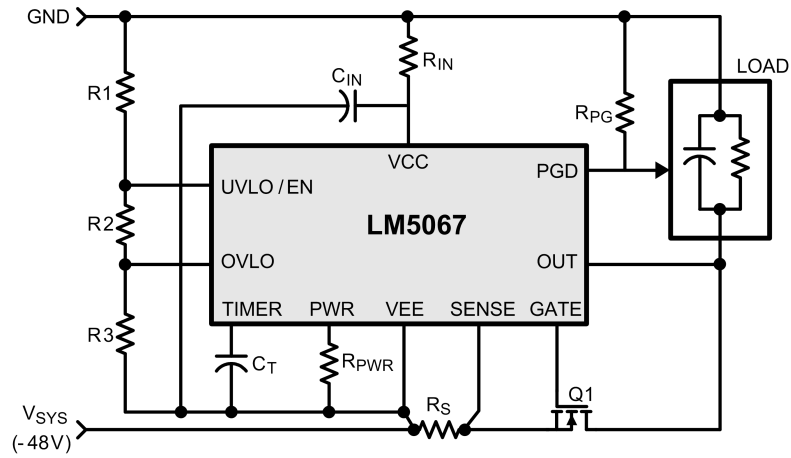 GND
R1
CIN
RIN
RPG
LOAD
VCC
UVLO / EN
PGD
R2
LM5067
OVLO
OUT
TIMER PWR VEE SENSE GATE
R3
CT
RPWR
RS
Q1
VSYS
(-48V)